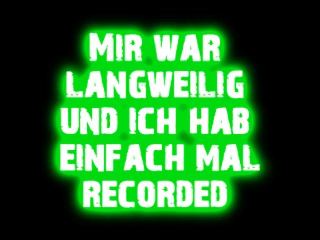 MIR WAR
LANGWEILIG
UND ICH HAB
EINFACH MAL
RECORDED